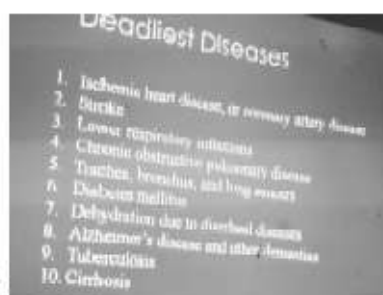 Deadliest Diseases
1. Ischemic heart disease, or coronary artery disease
2. Stroke
3. Lower respiratory infections
4. Chronic obstructive pulmonary disease
5. Trachea, bronchus, and lung cancers
6. Diabetes mellitus
7. Dehydration due to diarrheal diseases
8. Alzheimer's disease and other dementias
9. Tuberculosis
10. Cirrhosis